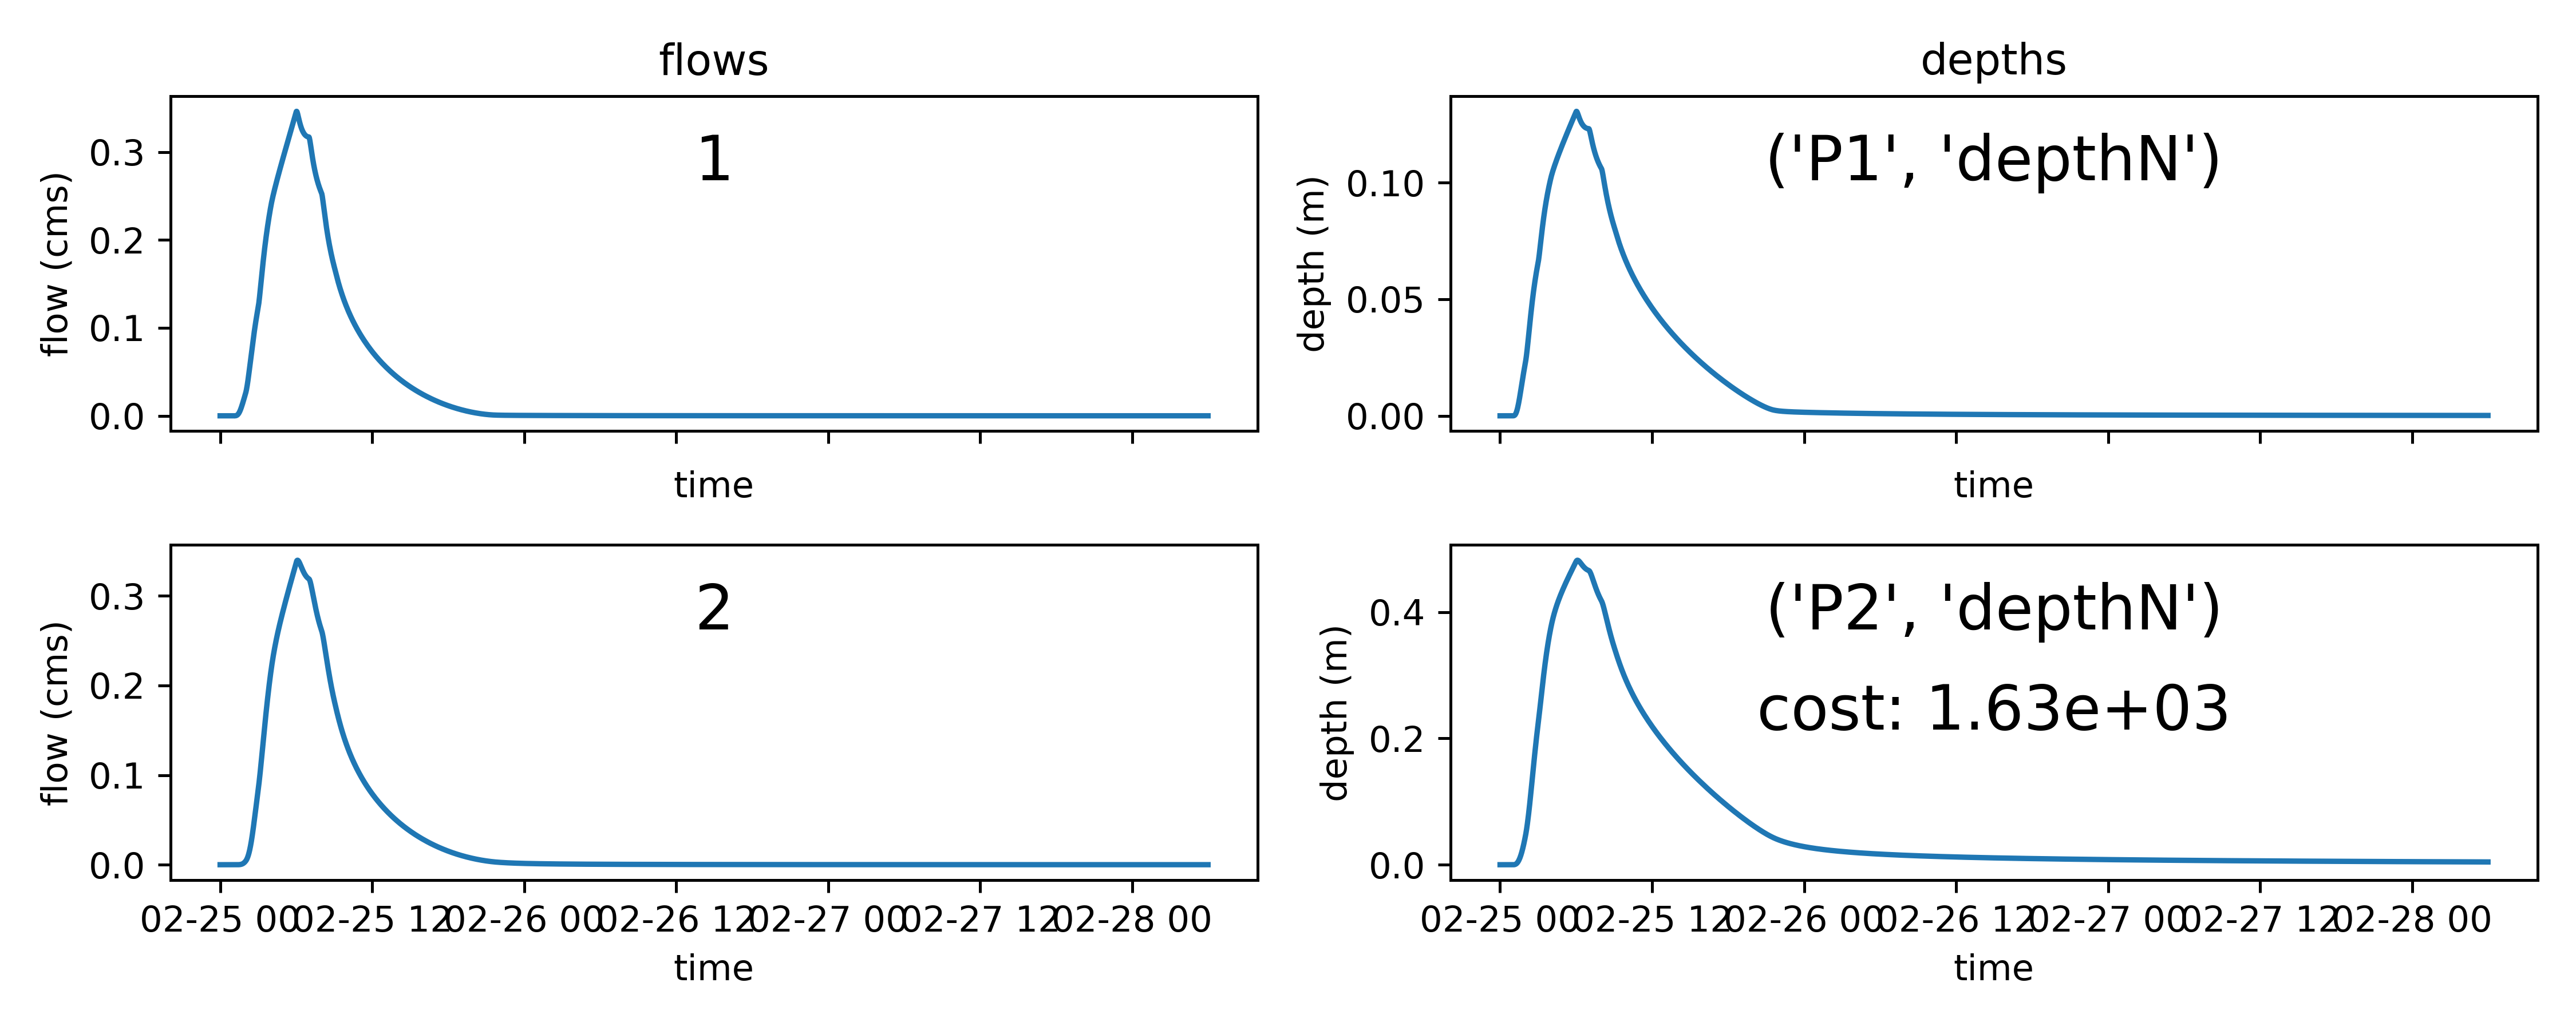 flows
flow (cms)
0.3
0.2
0.1
0.0
1
time
depths
depth (m)
0.10
0.05
0.00
('P1', 'depthN')
time
flow (cms)
0.3
0.2
0.1
0.0
2
02-25 00 02-25 12 02-26 00 02-26 12 02-27 00 02-27 12 02-28 00
time
depth (m)
0.4
0.2
0.0
('P2', 'depthN')
cost: 1.63e+03
02-25 00 02-25 12 02-26 00 02-26 12 02-27 00 02-27 12 02-28 00
time